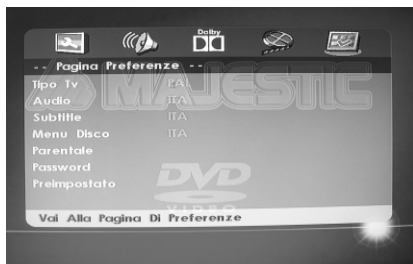 Dolby
-- Pagina Preferenze --
Tipo Tv PAL
Audio ITA
Subtitle ITA
Menu Disco ITA
Parentale
Password
Preimpostato
MAJESTIC
DVD
VIDEO
Vai Alla Pagina Di Preferenze